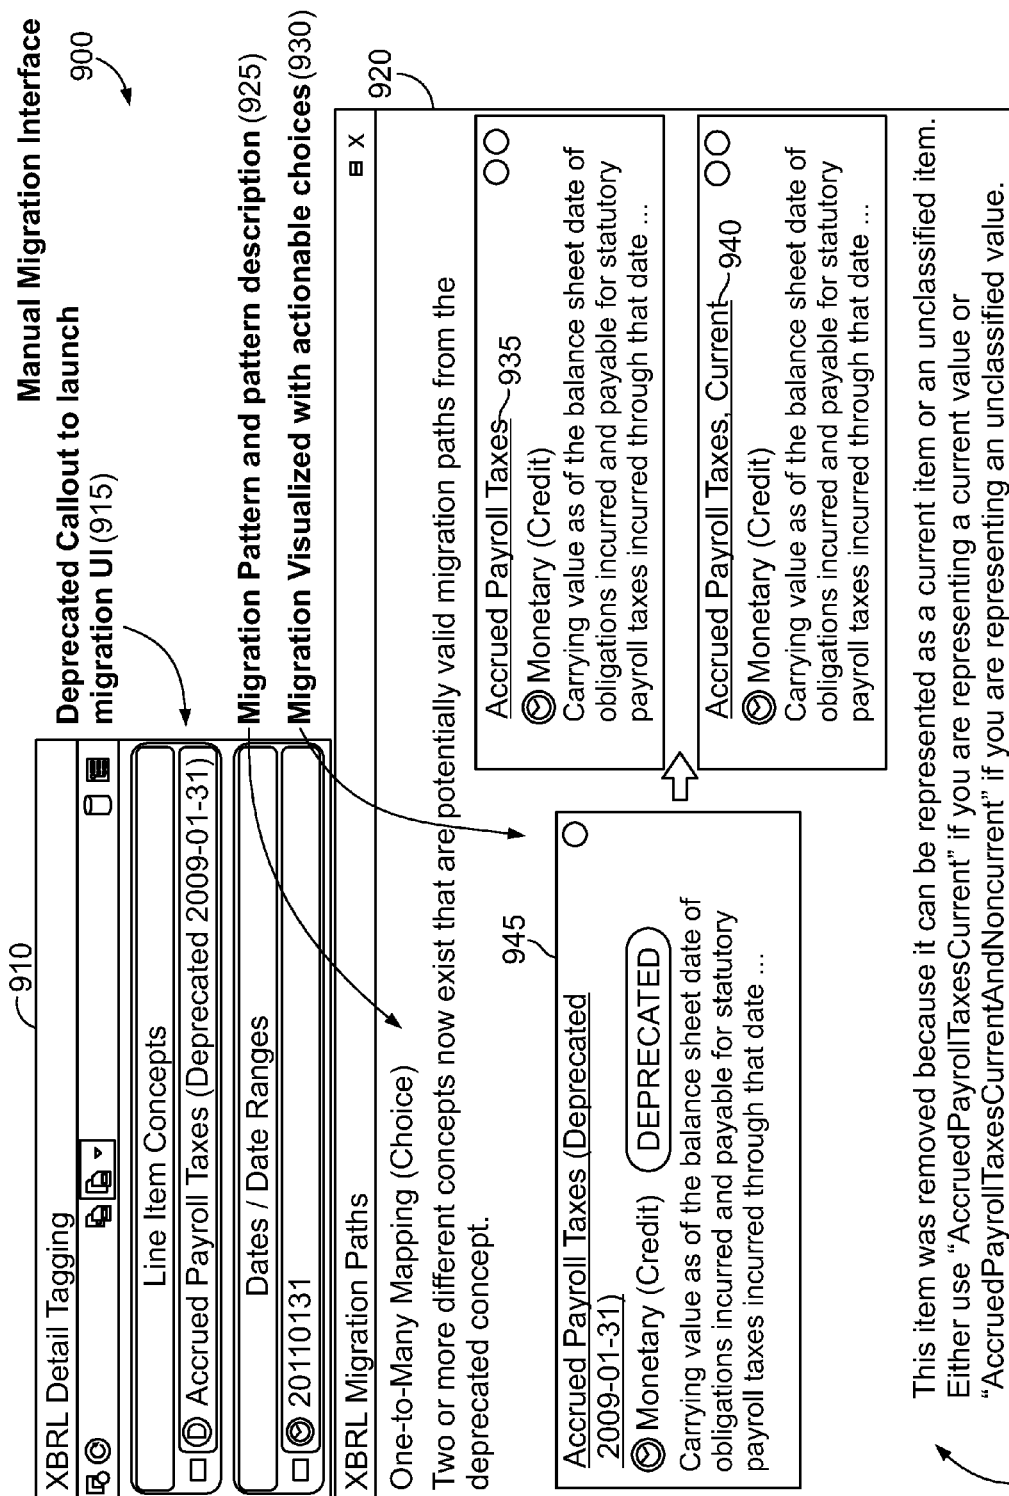 Manual Migration Interface
900
910
Deprecated Callout to launch
migration UI (915)
XBRL Detail Tagging
Line Item Concepts
D Accrued Payroll Taxes (Deprecated 2009-01-31)
Dates / Date Ranges
20110131
Migration Pattern and pattern description (925)
Migration Visualized with actionable choices (930)
XBRL Migration Paths
X
920
One-to-Many Mapping (Choice)
Two or more different concepts now exist that are potentially valid migration paths from the
deprecated concept.
945
Accrued Payroll Taxes (Deprecated
2009-01-31)
Monetary (Credit) DEPRECATED
Carrying value as of the balance sheet date of
obligations incurred and payable for statutory
payroll taxes incurred through that date ...
Accrued Payroll Taxes 935
Monetary (Credit)
Carrying value as of the balance sheet date of
obligations incurred and payable for statutory
payroll taxes incurred through that date ...
Accrued Payroll Taxes, Current 940
Monetary (Credit)
Carrying value as of the balance sheet date of
obligations incurred and payable for statutory
payroll taxes incurred through that date ...
This item was removed because it can be represented as a current item or an unclassified item.
Either use “AccruedPayrollTaxesCurrent” if you are representing a current value or
“AccruedPayrollTaxesCurrentAndNoncurrent” if you are representing an unclassified value.